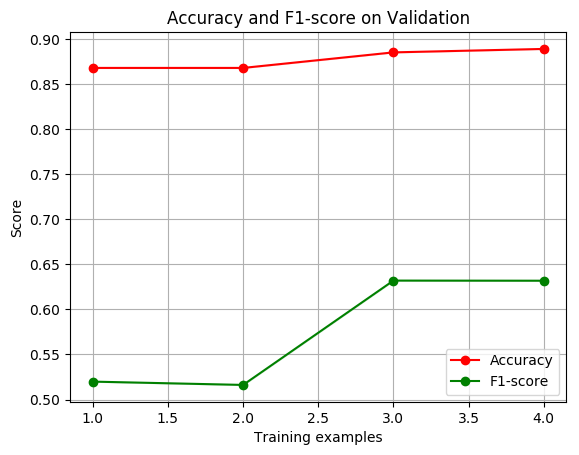 Accuracy and F1-score on Validation
0.90
0.85
0.80
0.75
0.70
0.65
0.60
0.55
0.50
Score
Accuracy
F1-score
1.0 1.5 2.0 2.5 3.0 3.5 4.0
Training examples